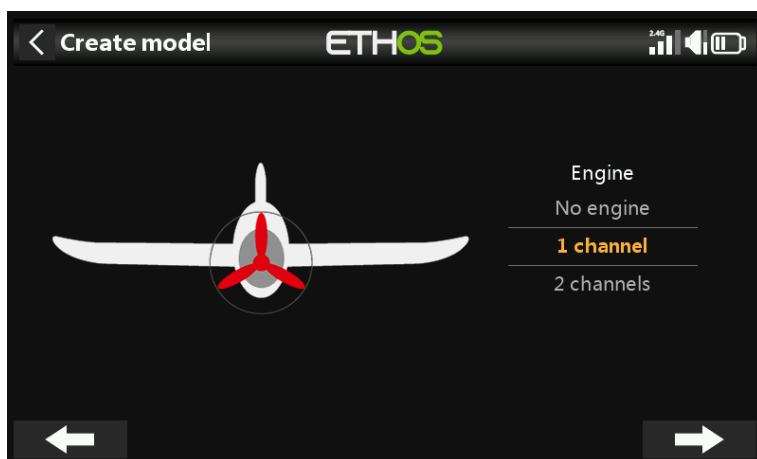 Create model
ETHOS
2.4G
Engine
No engine
1 channel
2 channels